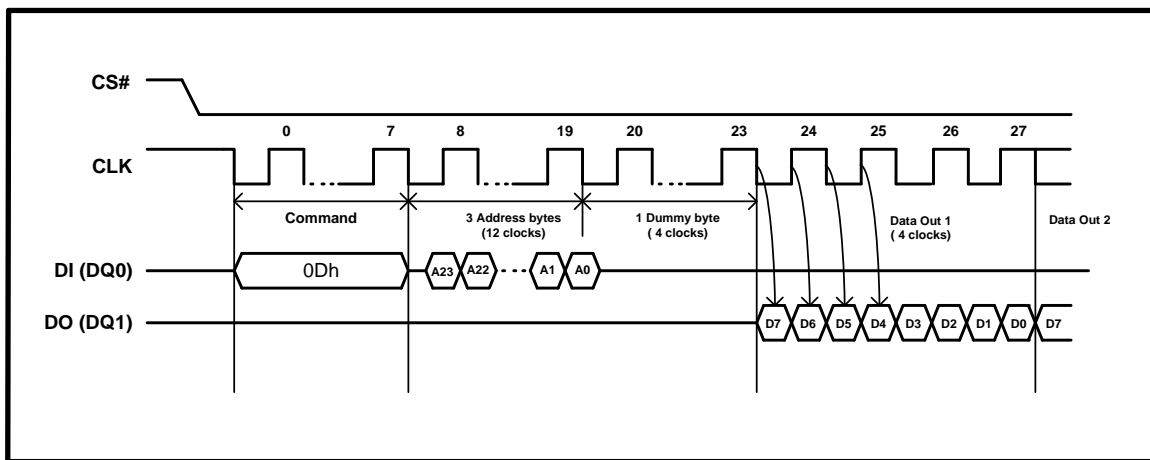 CS#
0 7 8 19 20 23 24 25 26 27
CLK
Command
3 Address bytes
(12 clocks)
1 Dummy byte
( 4 clocks)
Data Out 1
( 4 clocks)
Data Out 2
DI (DQ0)
0Dh
A23 A22 A1 A0
DO (DQ1)
D7 D6 D5 D4 D3 D2 D1 D0 D7